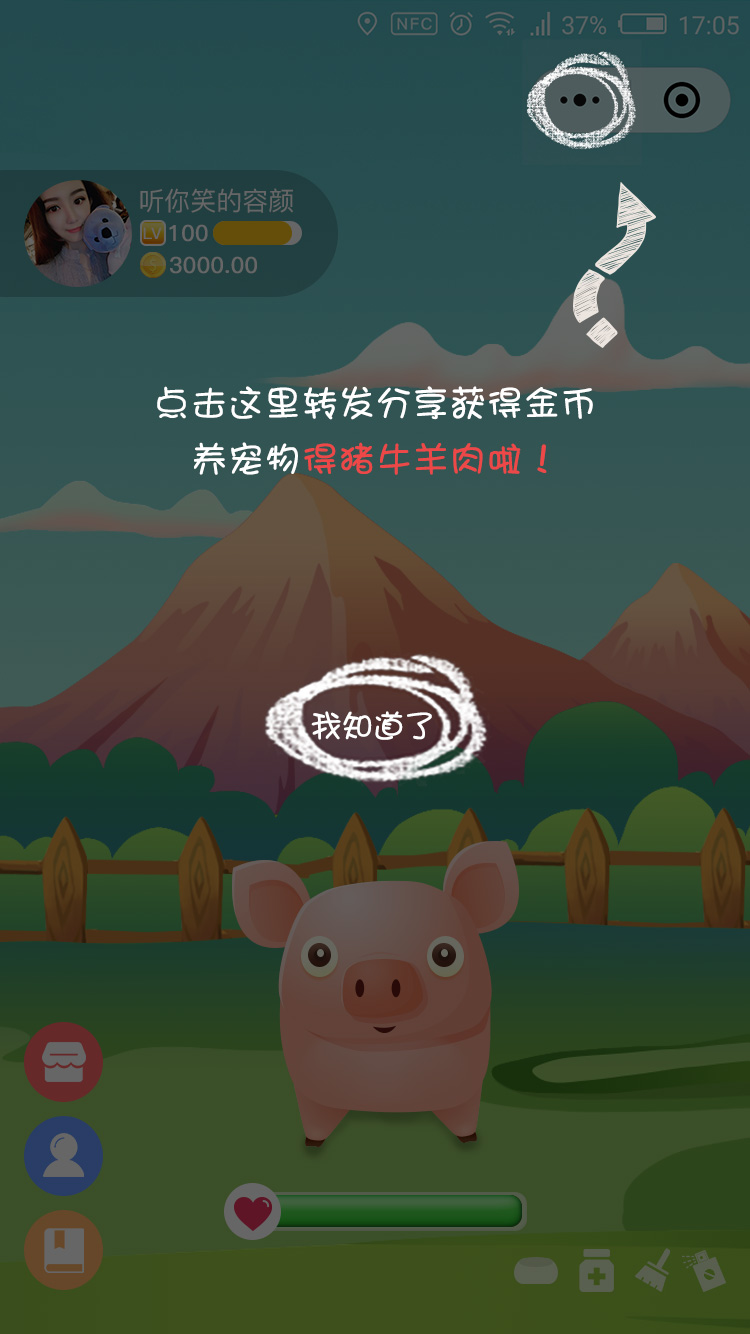 NFC 37% 17:05
听你笑的容颜
LV 100
3000.00
点击这里转发分享获得金币
养宠物得猪牛羊肉啦！
我知道了